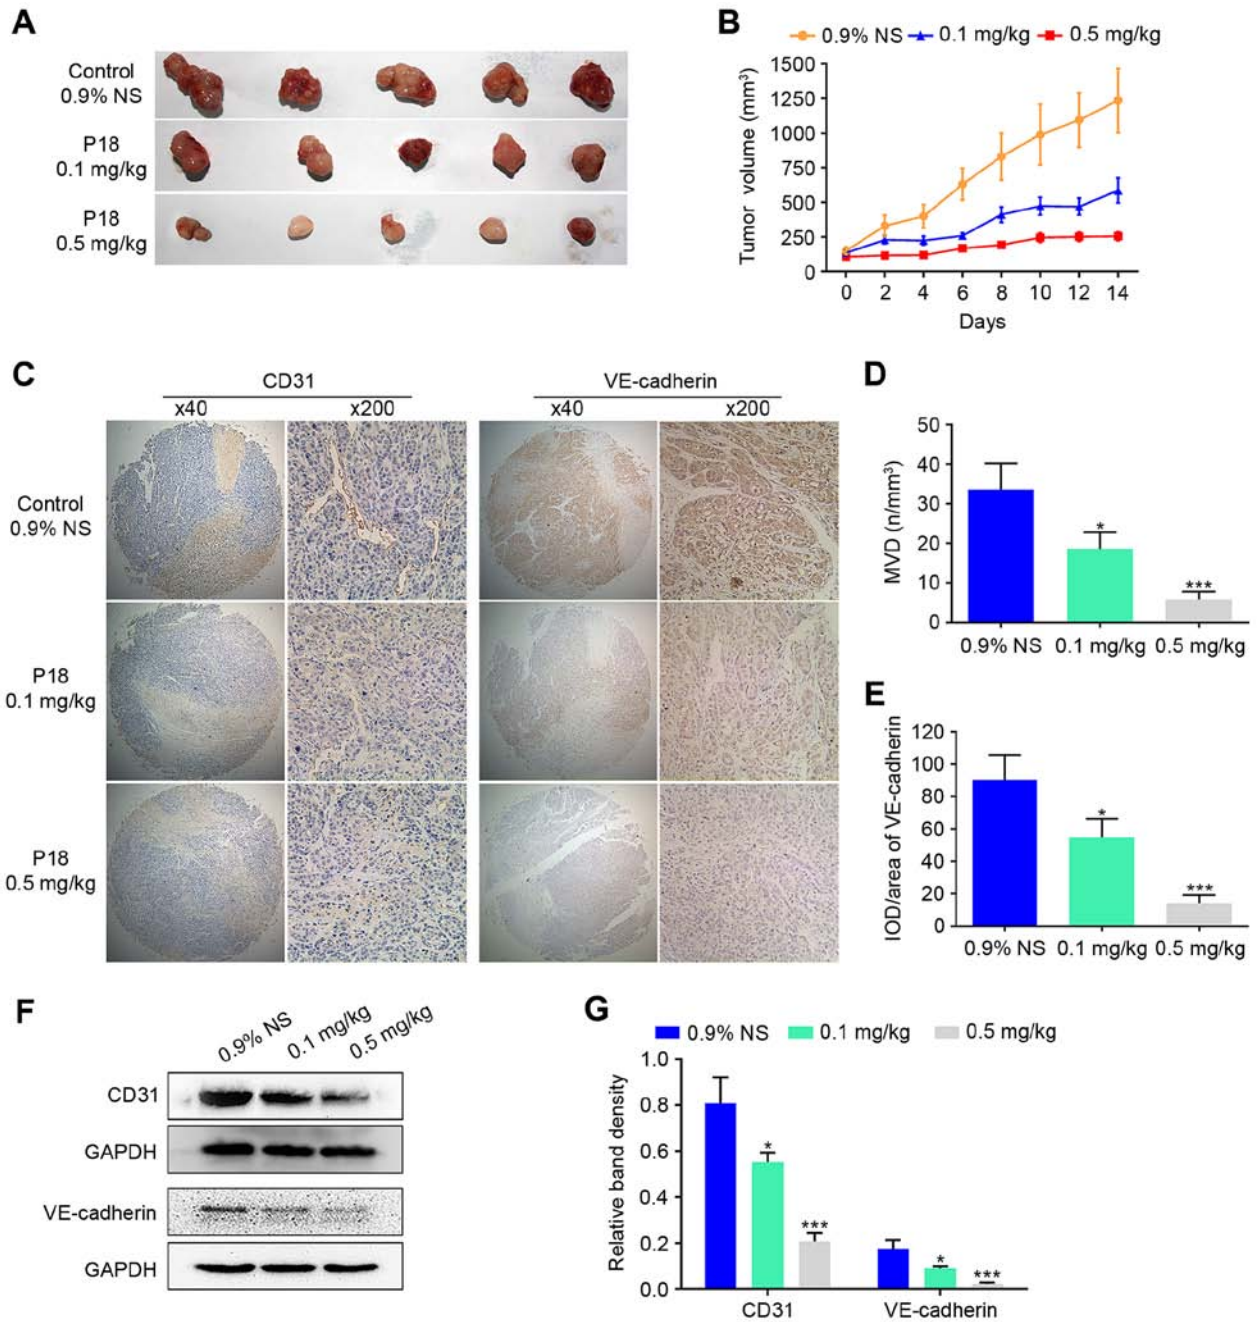 A
Control
0.9% NS
P18
0.1 mg/kg
P18
0.5 mg/kg
B
0.9% NS 0.1 mg/kg 0.5 mg/kg
Tumor volume (mm³)
1500
1250
1000
750
500
250
0
0 2 4 6 8 10 12 14
Days
C
CD31 VE-cadherin
x40 x200 x40 x200
Control
0.9% NS
P18
0.1 mg/kg
P18
0.5 mg/kg
D
MVD (n/mm³)
50
40
30
20
10
0
*
***
0.9% NS 0.1 mg/kg 0.5 mg/kg
E
IOD/area of VE-cadherin
120
100
80
60
40
20
0
*
***
0.9% NS 0.1 mg/kg 0.5 mg/kg
F
0.9% NS 0.1 mg/kg 0.5 mg/kg
CD31
GAPDH
VE-cadherin
GAPDH
G
0.9% NS 0.1 mg/kg 0.5 mg/kg
Relative band density
1.0
0.8
0.6
0.4
0.2
0.0
*
***
*
***
CD31 VE-cadherin